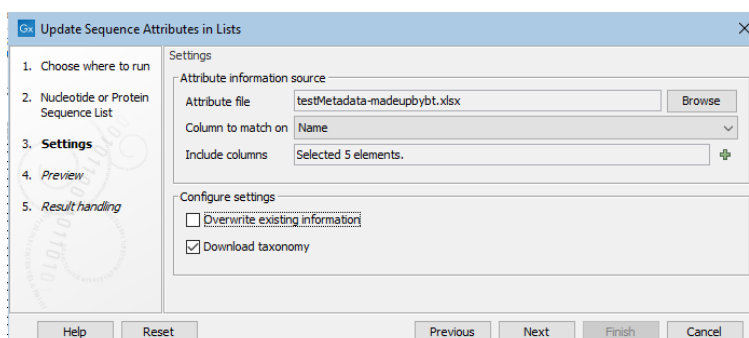 Gx Update Sequence Attributes in Lists
1. Choose where to run
2. Nucleotide or Protein
Sequence List
3. Settings
4. Preview
5. Result handling
Settings
Attribute information source
Attribute file testMetadata-madeupbybt.xlsx Browse
Column to match on Name
Include columns Selected 5 elements.
Configure settings
Overwrite existing information
Download taxonomy
Help Reset Previous Next Finish Cancel